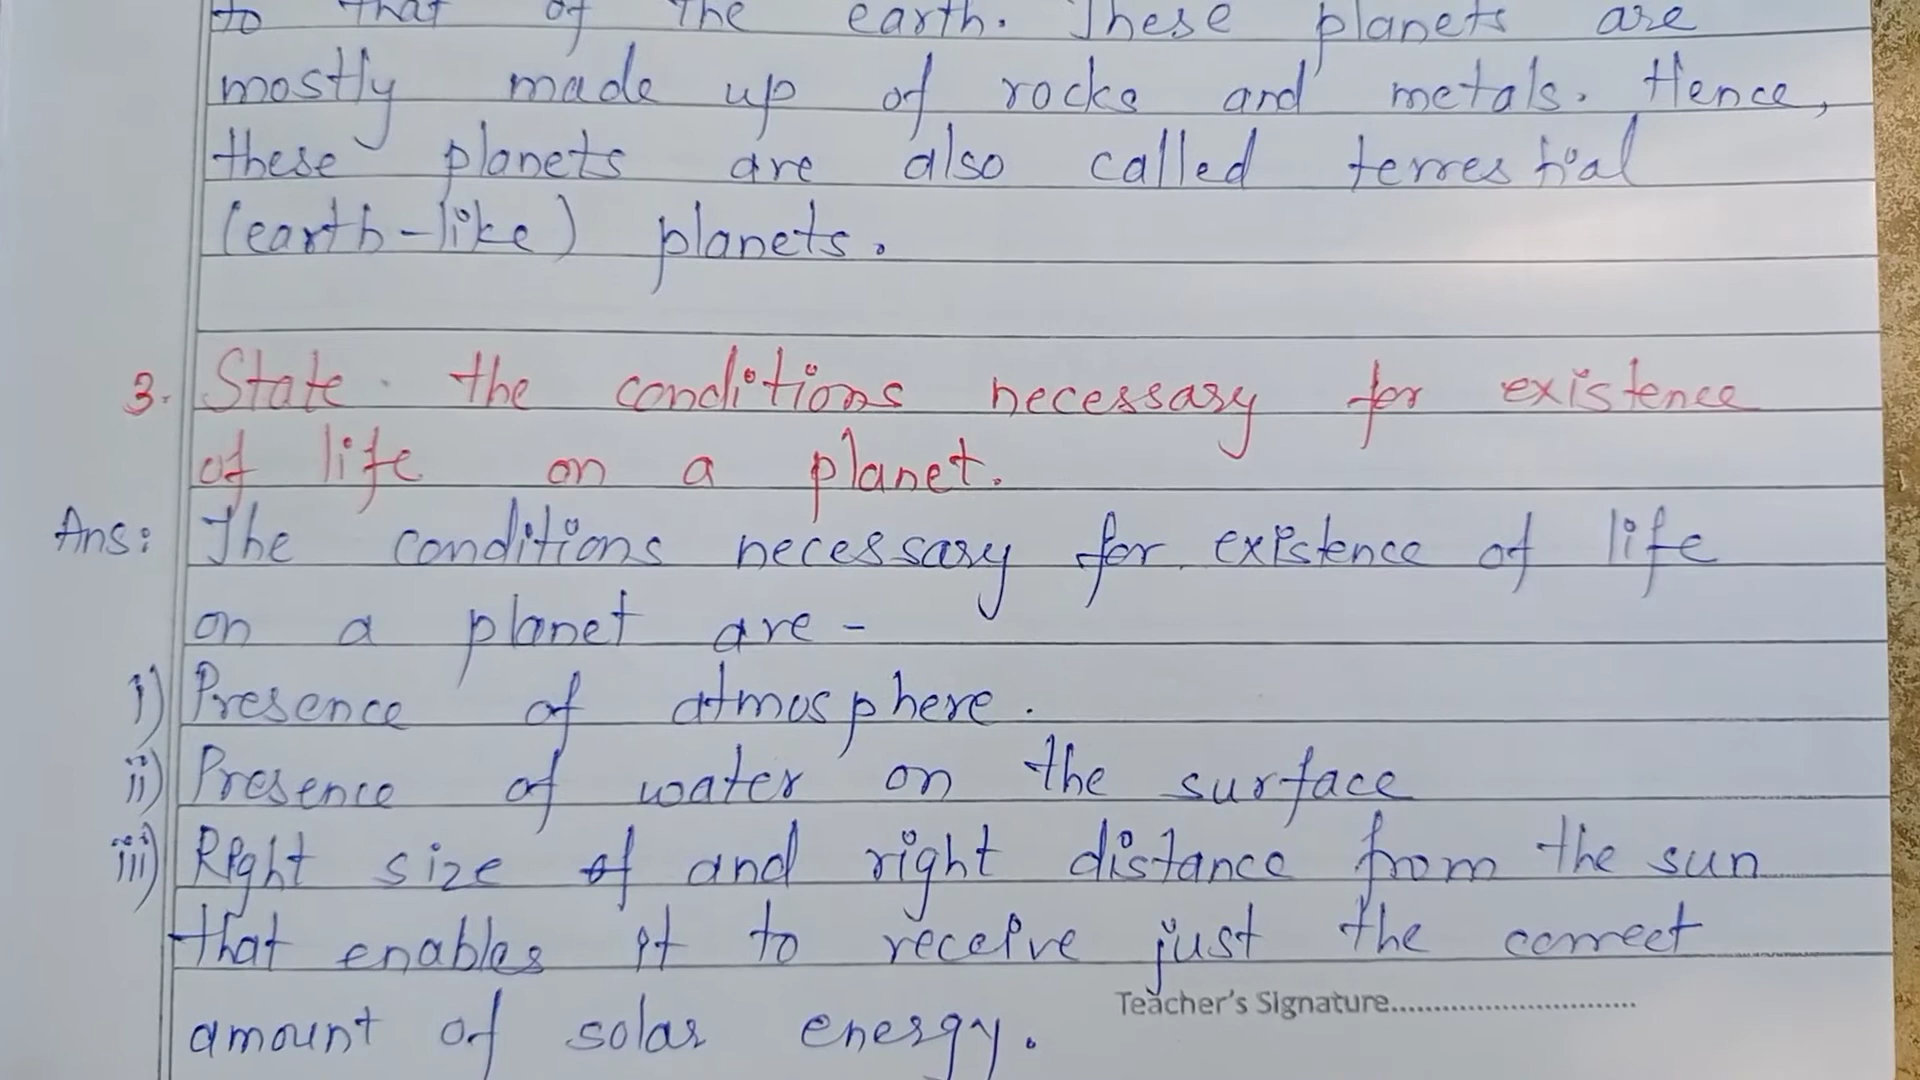 to that of the earth. These planets are
mostly made up of rocks and metals. Hence,
these planets are also called terrestial
(earth-like) planets.
3. State the conditions necessary for existence
of life on a planet.
Ans: The conditions necessary for existence of life
on a planet are -
i) Presence of atmosphere.
ii) Presence of water on the surface
iii) Right size of and right distance from the sun
that enables it to receive just the correct
Teacher's Signature..............................
amount of solar energy.